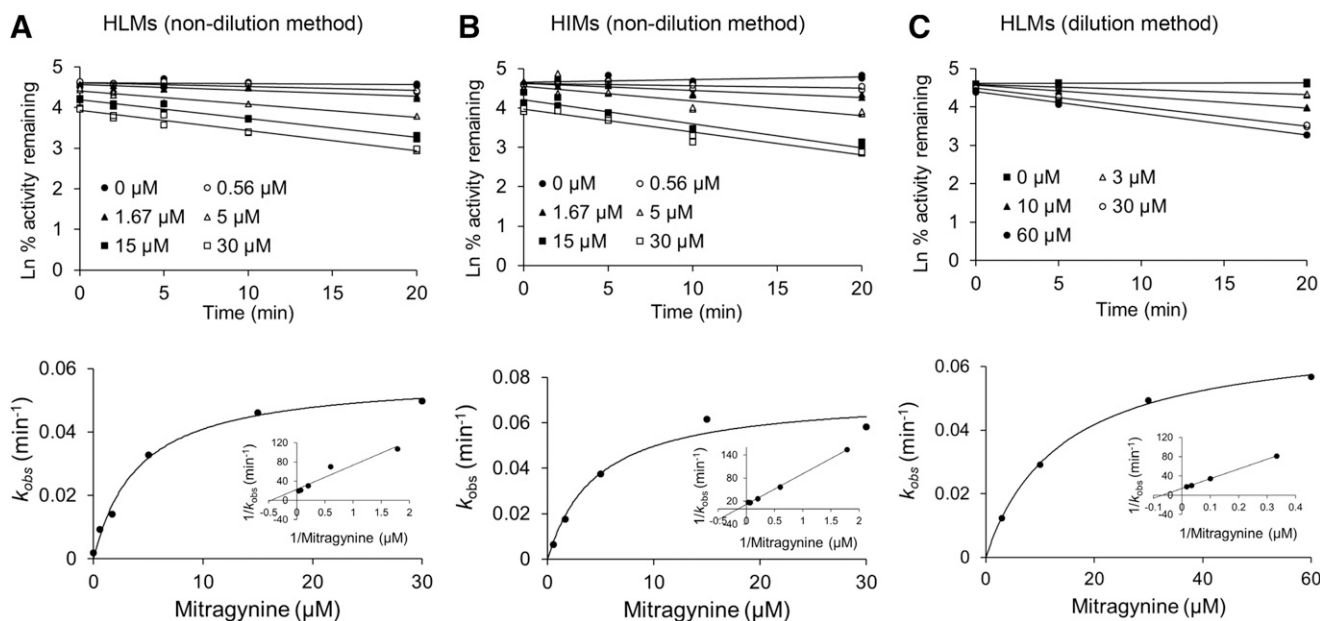 A HLMs (non-dilution method)
Ln % activity remaining
5
4
3
2
1
0
0 5 10 15 20
Time (min)
0 µM 0.56 µM
1.67 µM 5 µM
15 µM 30 µM
B HIMs (non-dilution method)
Ln % activity remaining
5
4
3
2
1
0
0 5 10 15 20
Time (min)
0 µM 0.56 µM
1.67 µM 5 µM
15 µM 30 µM
C HLMs (dilution method)
Ln % activity remaining
5
4
3
2
1
0
0 5 10 15 20
Time (min)
0 µM 3 µM
10 µM 30 µM
60 µM
kobs (min-1)
0.06
0.04
0.02
0
0 10 20 30
Mitragynine (µM)
1/kobs (min-1)
120
80
40
0
-40
-0.5 0 0.5 1 1.5 2
1/Mitragynine (µM)
kobs (min-1)
0.08
0.06
0.04
0.02
0
0 10 20 30
Mitragynine (µM)
1/kobs (min-1)
160
120
80
40
0
-40
-0.5 0 0.5 1 1.5 2
1/Mitragynine (µM)
kobs (min-1)
0.06
0.04
0.02
0
0 20 40 60
Mitragynine (µM)
1/kobs (min-1)
120
80
40
0
-40
-0.1 0 0.1 0.2 0.3 0.4
1/Mitragynine (µM)